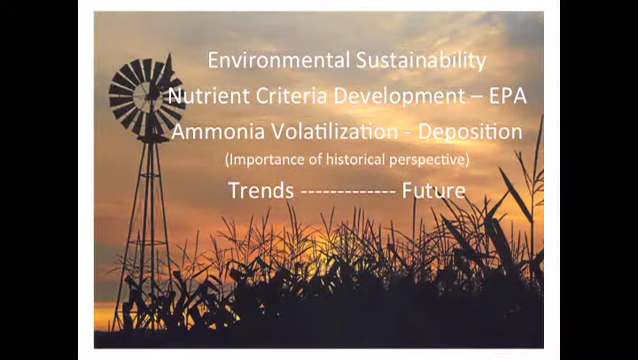 Environmental Sustainability
Nutrient Criteria Development – EPA
Ammonia Volatilization - Deposition
(Importance of historical perspective)
Trends ------------- Future